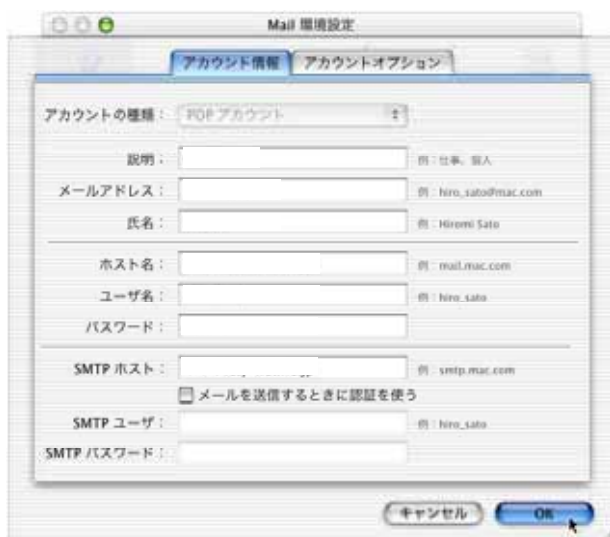 Mail 環境設定
アカウント情報 アカウントオプション
アカウントの種類： POP アカウント
説明： 例：仕事、個人
メールアドレス： 例：hiro_sato@mac.com
氏名： 例：Hiromi Sato
ホスト名： 例：mail.mac.com
ユーザ名： 例：hiro_sato
パスワード：
SMTP ホスト： 例：smtp.mac.com
メールを送信するときに認証を使う
SMTP ユーザ： 例：hiro_sato
SMTP パスワード：
キャンセル OK